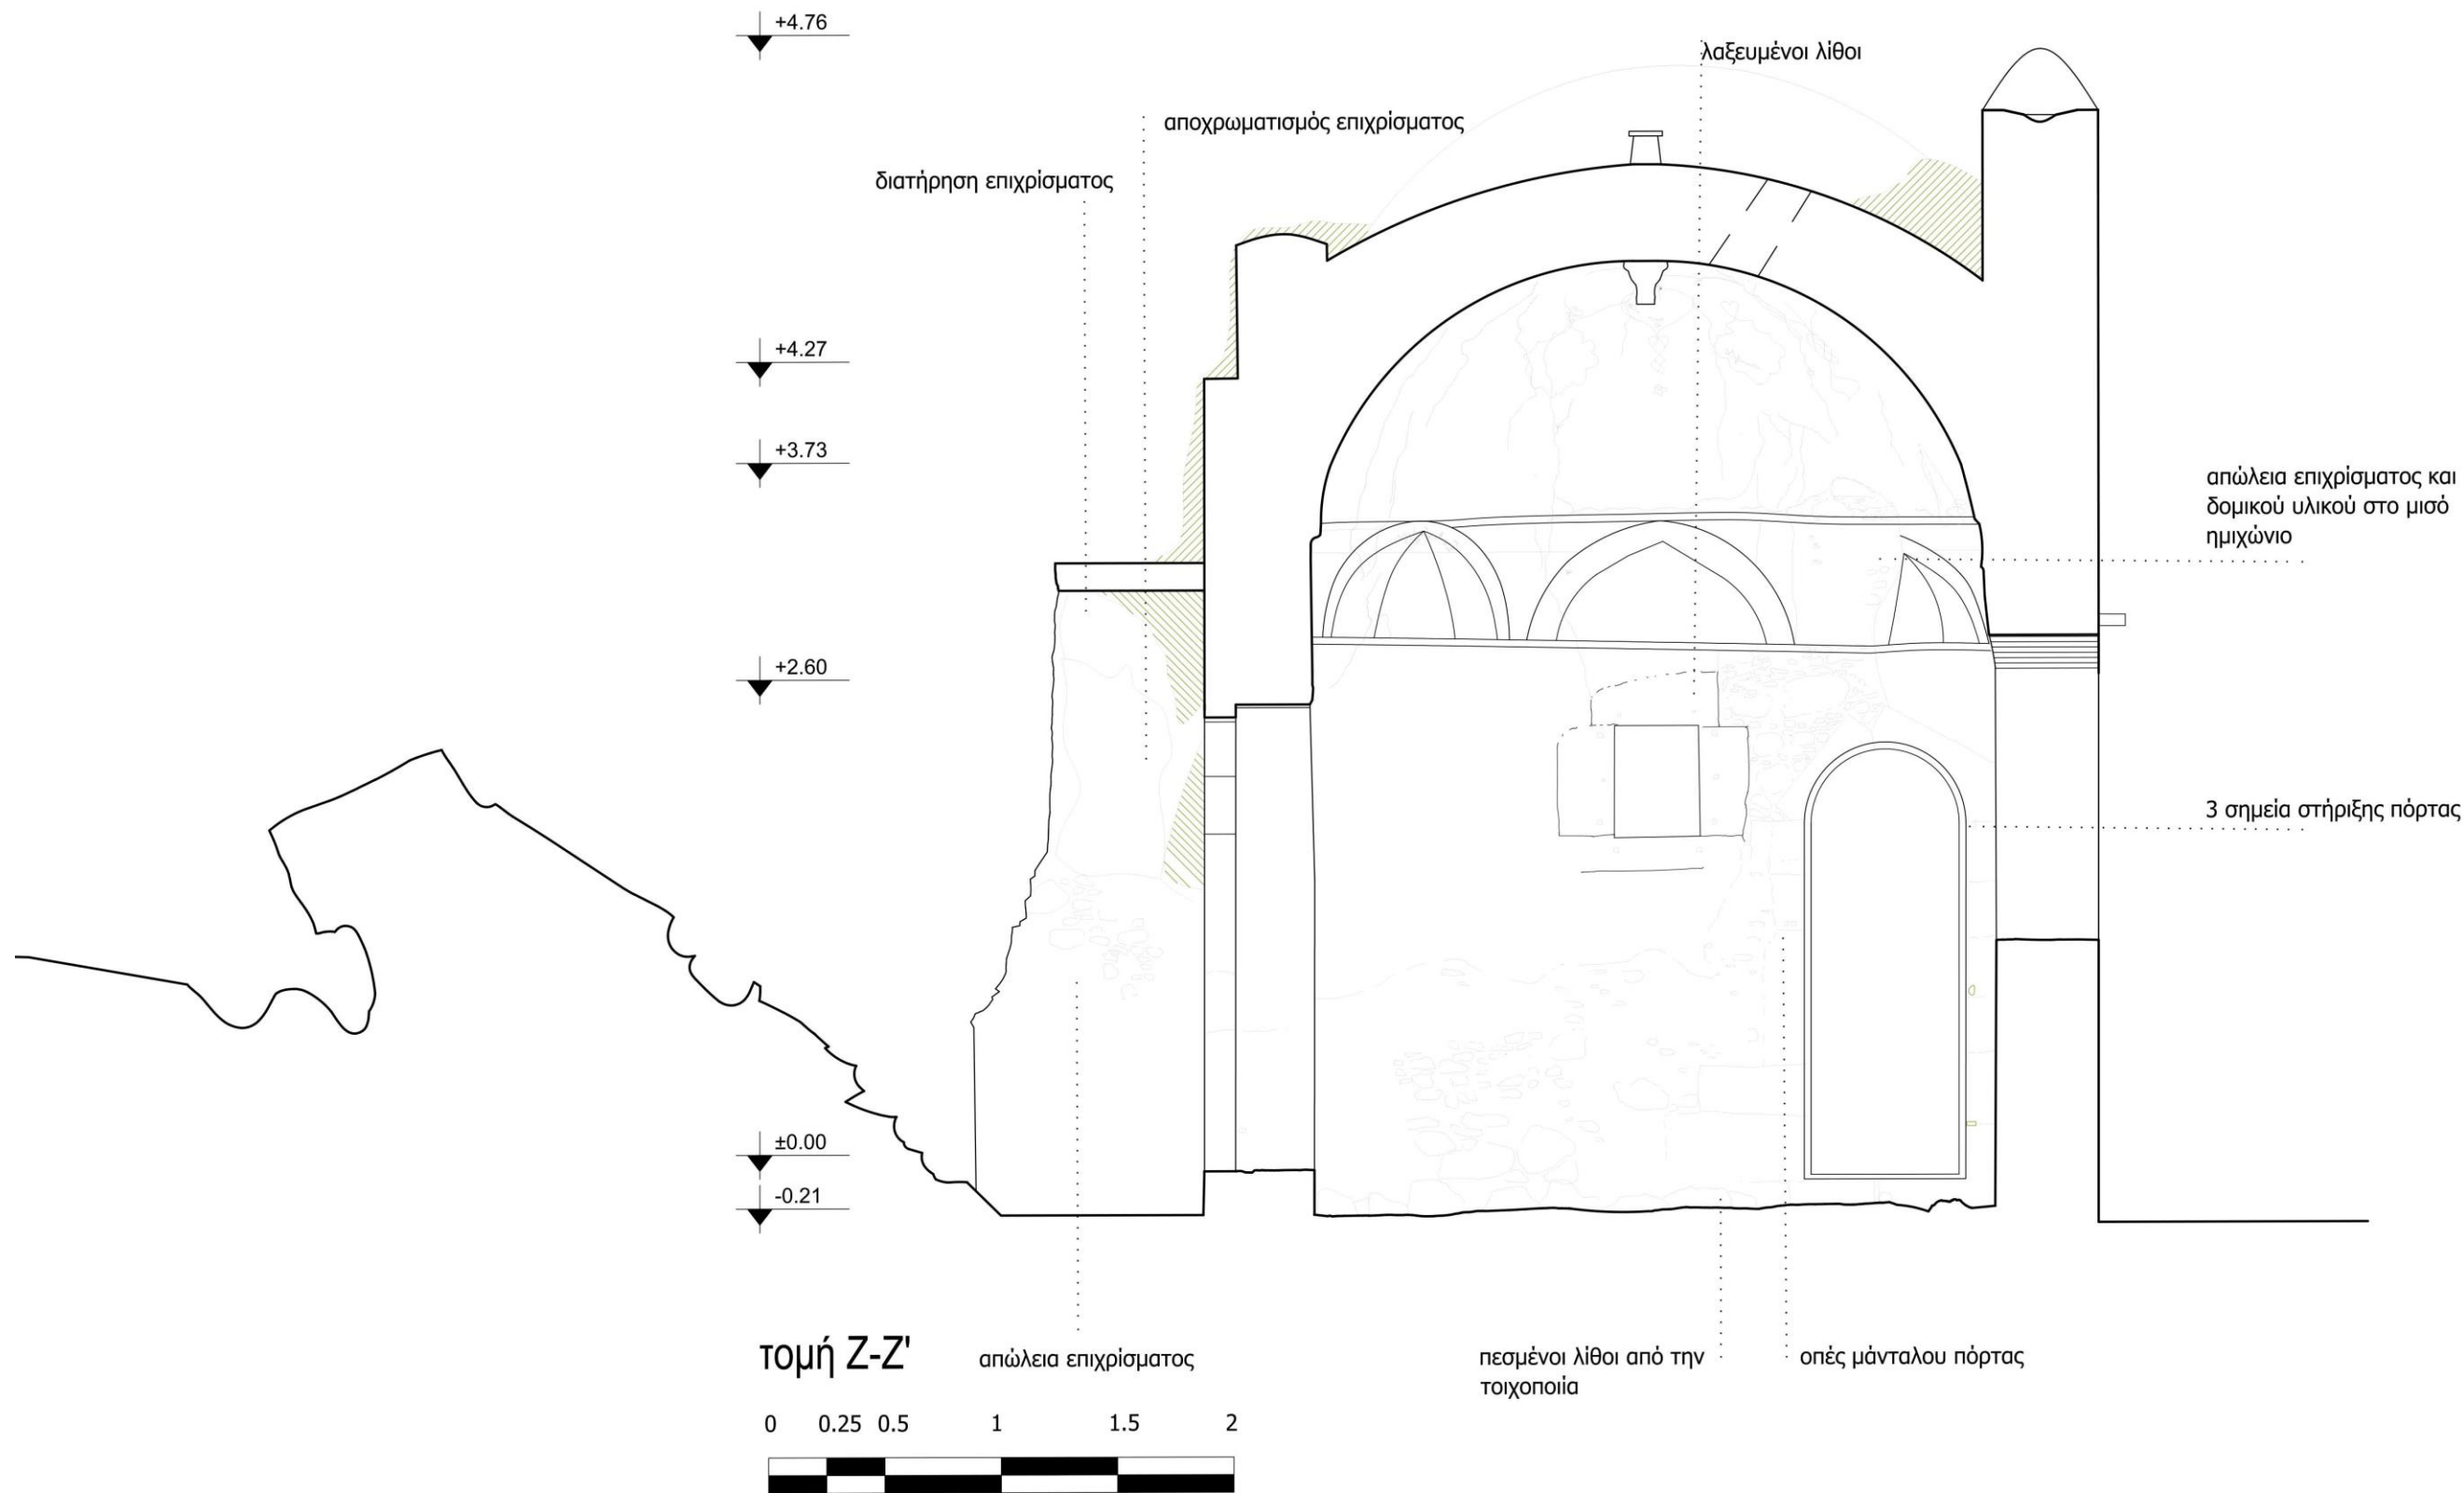 +4.76
λαξευμένοι λίθοι
αποχρωματισμός επιχρίσματος
διατήρηση επιχρίσματος
+4.27
+3.73
απώλεια επιχρίσματος και
δομικού υλικού στο μισό
ημιχώνιο
+2.60
3 σημεία στήριξης πόρτας
±0.00
-0.21
τομή Ζ-Ζ'
απώλεια επιχρίσματος
πεσμένοι λίθοι από την
τοιχοποιία
οπές μάνταλου πόρτας
0 0.25 0.5 1 1.5 2